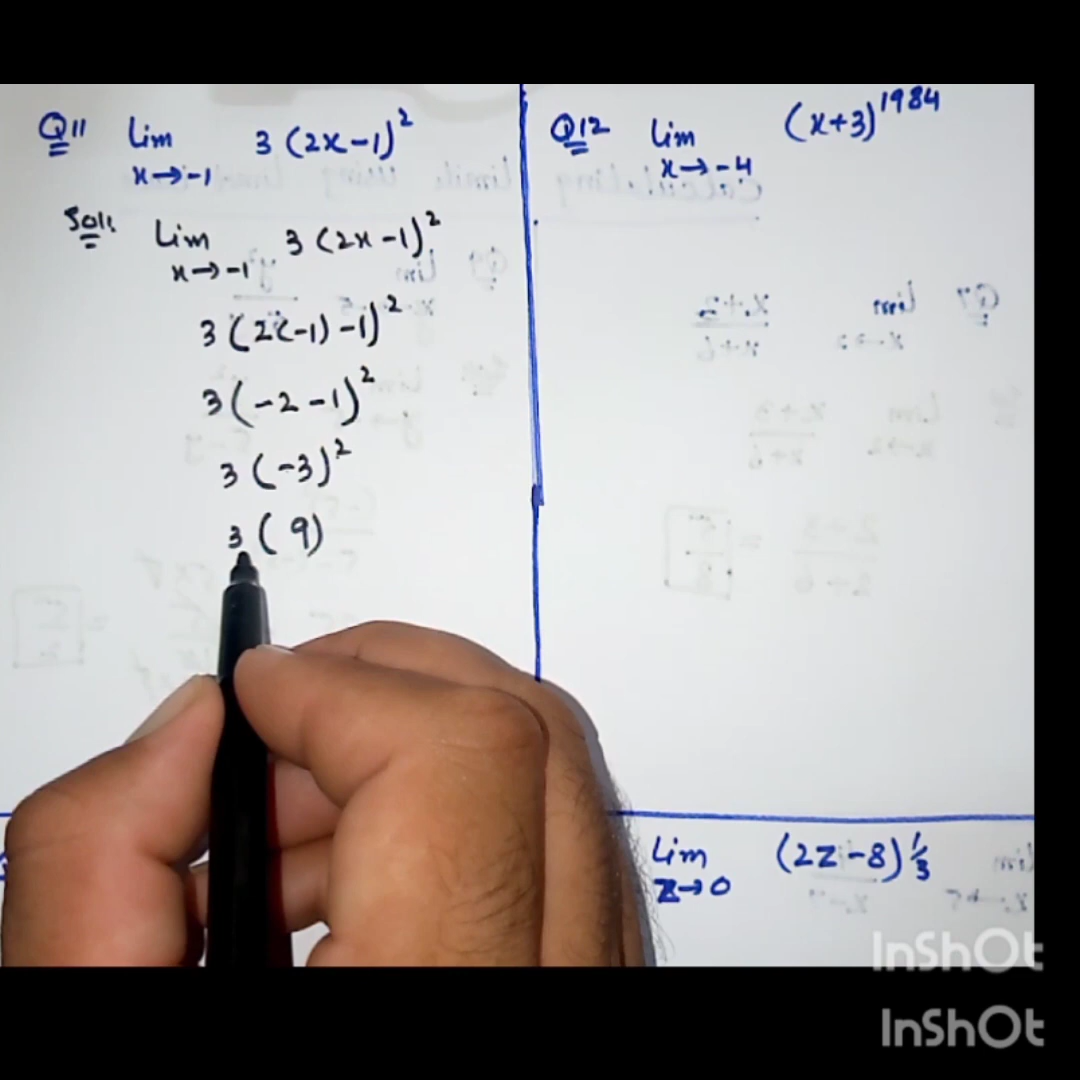 Q11 Lim x→-1 3(2x-1)²
Sol: Lim x→-1 3(2x-1)²
3(2(-1)-1)²
3(-2-1)²
3(-3)²
3(9)
Q12 Lim x→-4 (x+3)¹⁹⁸⁴
Lim z→0 (2z-8)^1/3
InShOt
InShOt